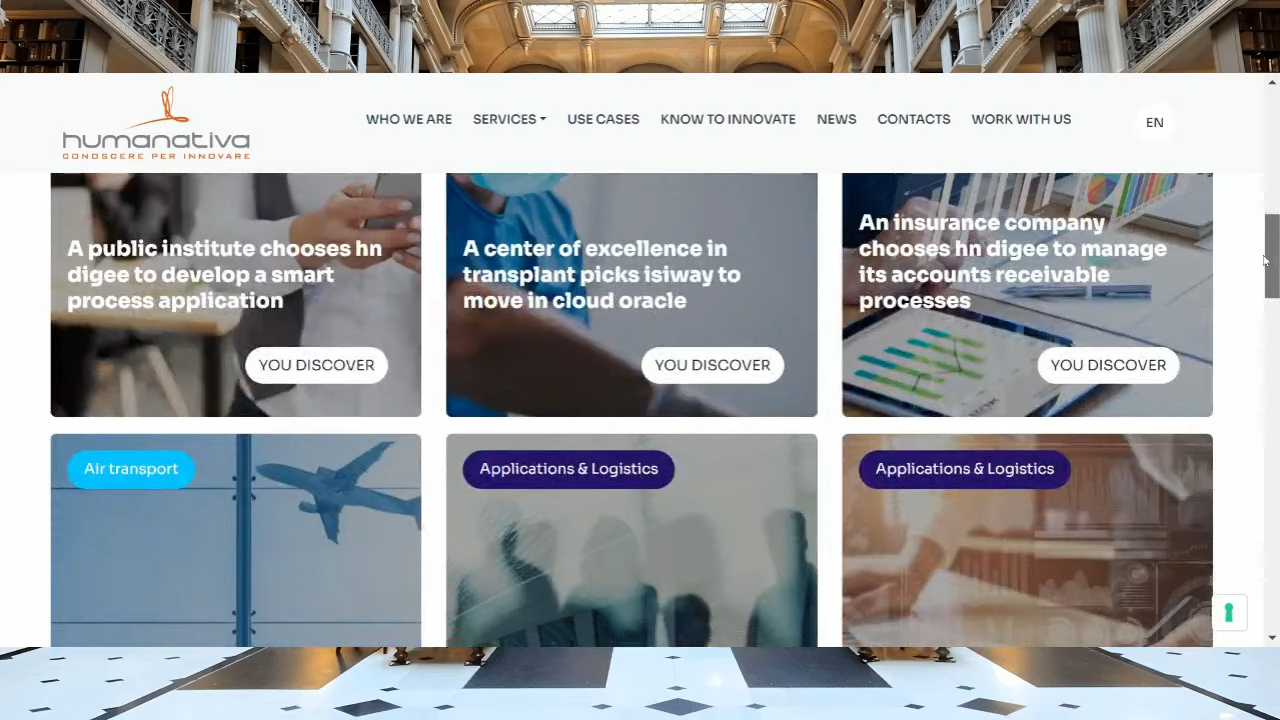 humanativa
CONOSCERE PER INNOVARE
WHO WE ARE
SERVICES
USE CASES
KNOW TO INNOVATE
NEWS
CONTACTS
WORK WITH US
EN
A public institute chooses hn
digee to develop a smart
process application
YOU DISCOVER
A center of excellence in
transplant picks isiway to
move in cloud oracle
YOU DISCOVER
An insurance company
chooses hn digee to manage
its accounts receivable
processes
YOU DISCOVER
Air transport
Applications & Logistics
Applications & Logistics